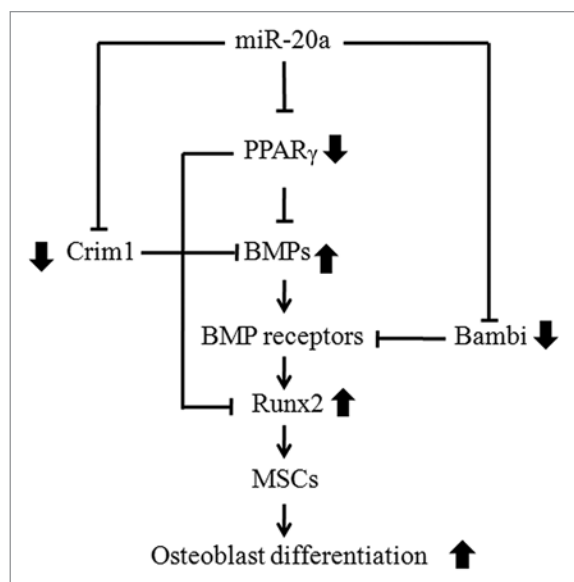 miR-20a
PPARγ
Crim1
BMPs
BMP receptors
Bambi
Runx2
MSCs
Osteoblast differentiation